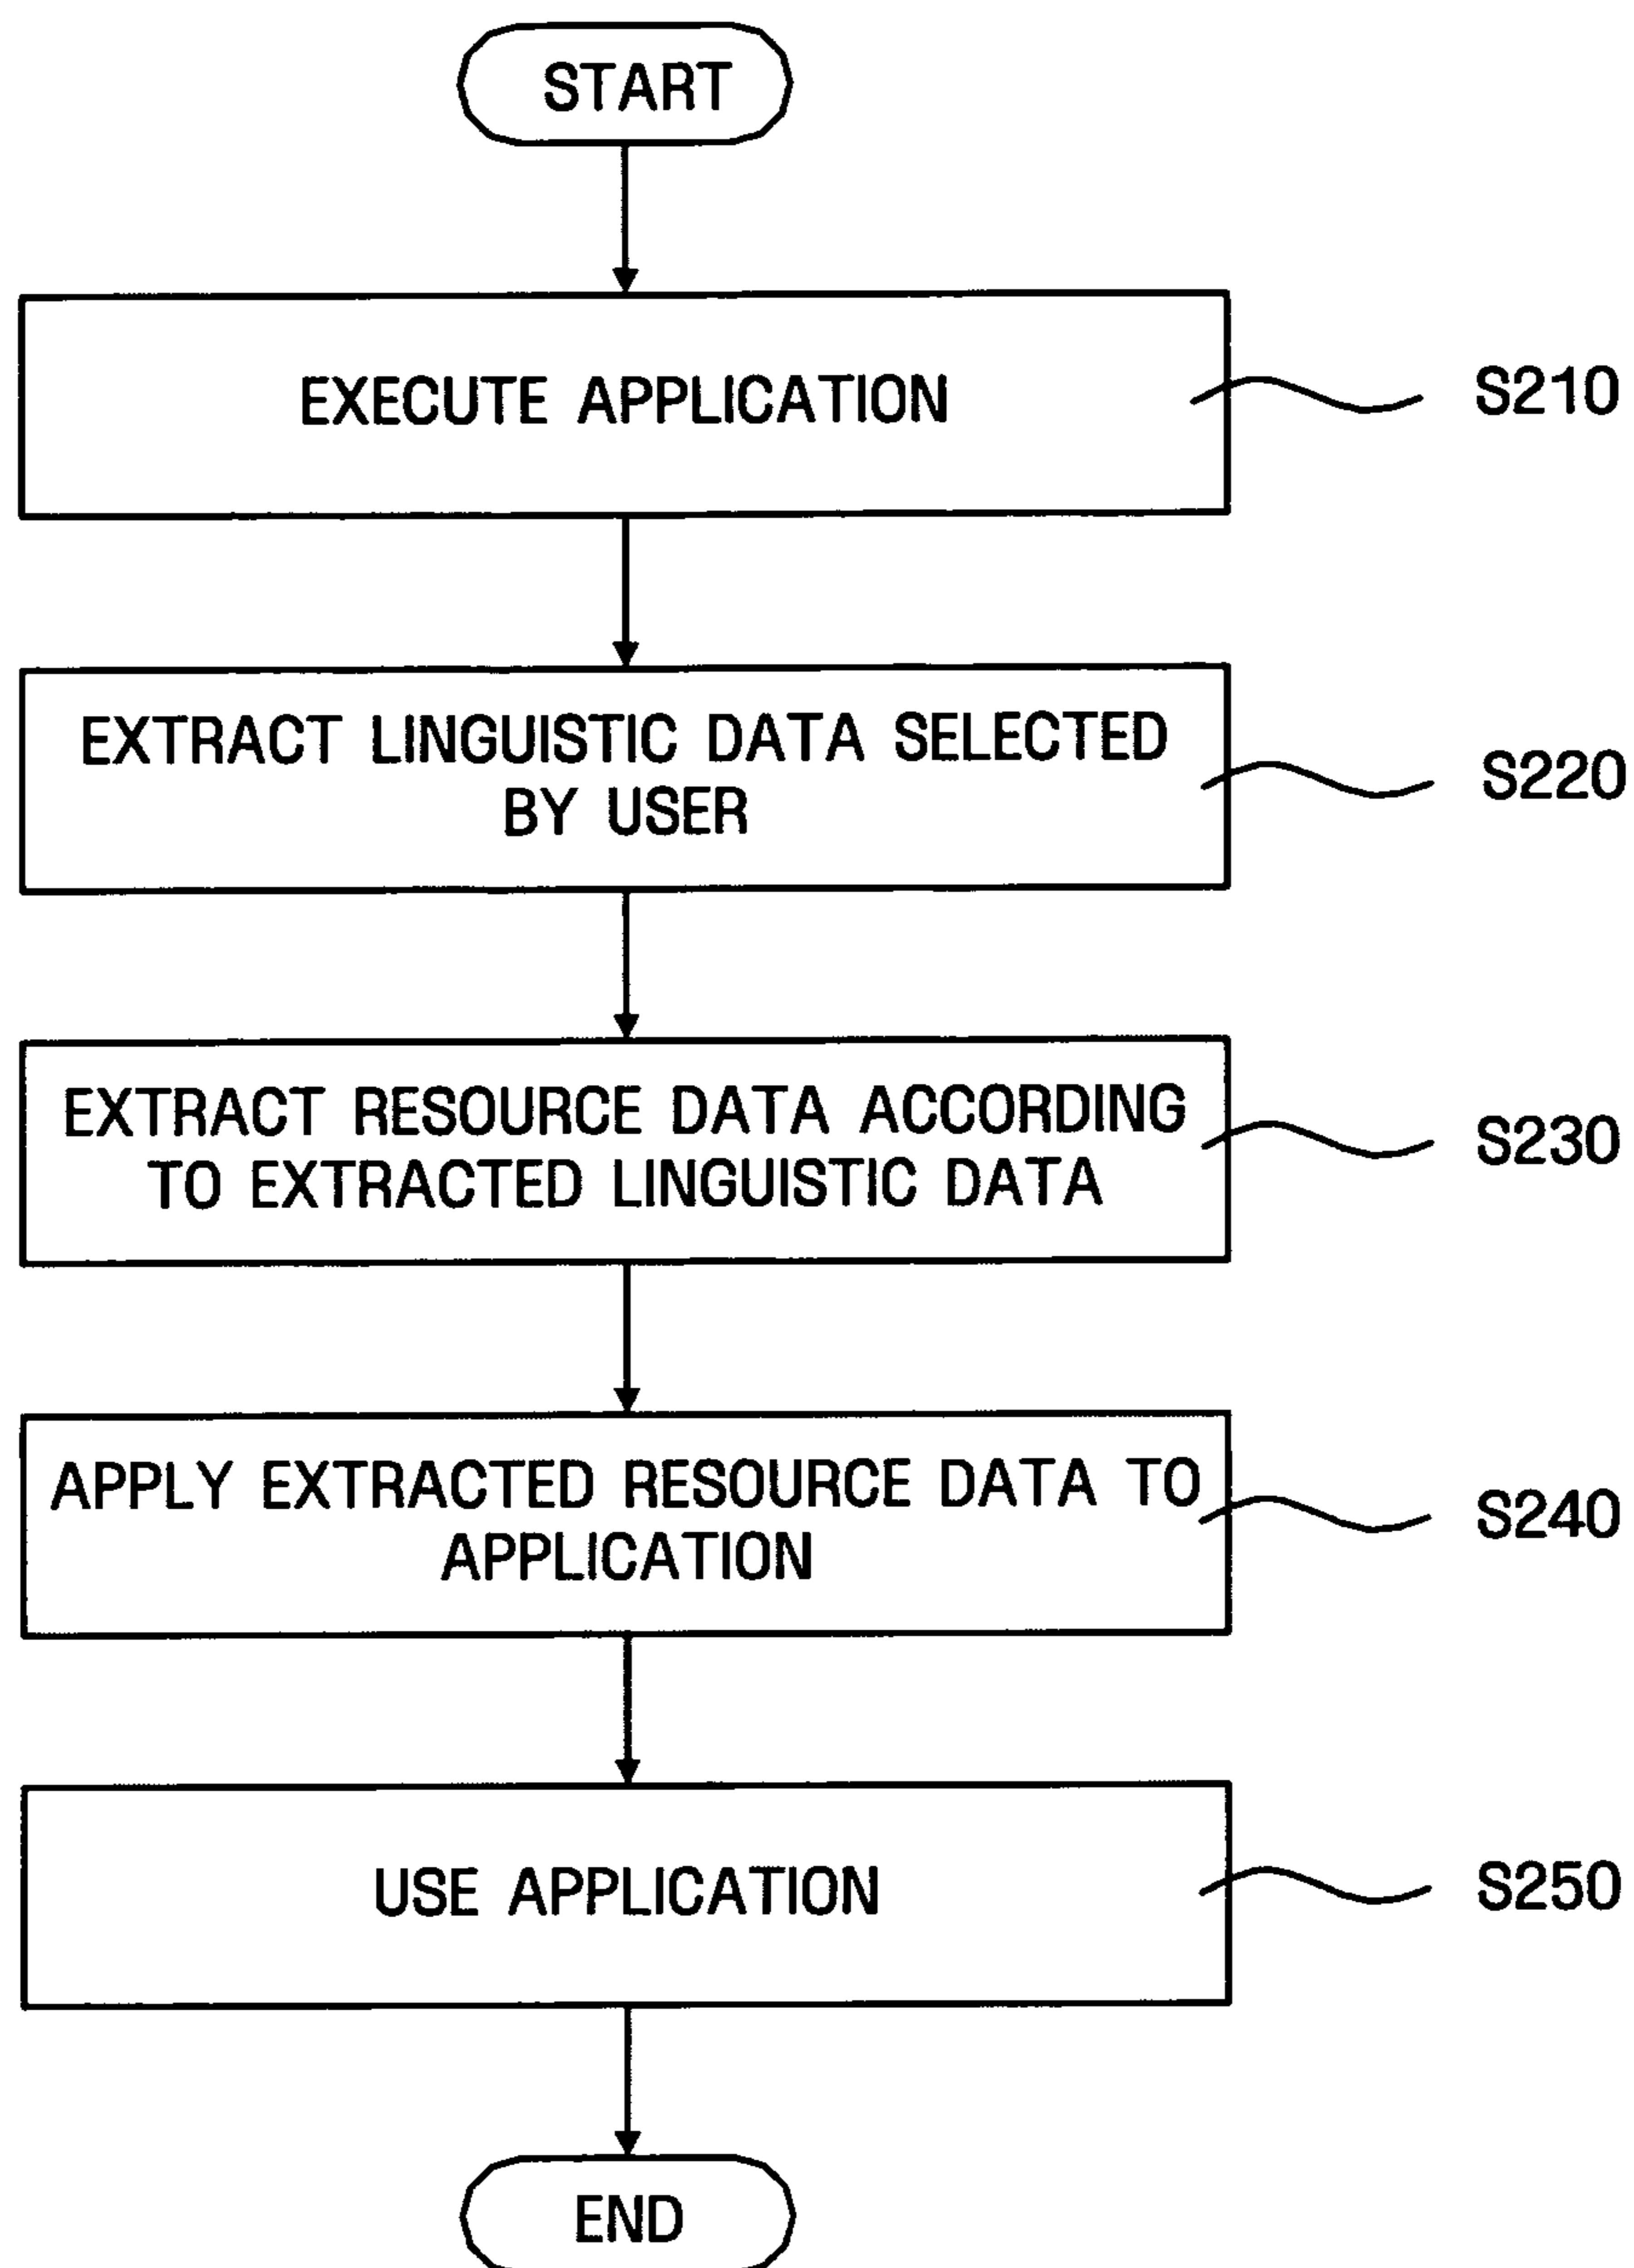 START
EXECUTE APPLICATION
S210
EXTRACT LINGUISTIC DATA SELECTED
BY USER
S220
EXTRACT RESOURCE DATA ACCORDING
TO EXTRACTED LINGUISTIC DATA
S230
APPLY EXTRACTED RESOURCE DATA TO
APPLICATION
S240
USE APPLICATION
S250
END